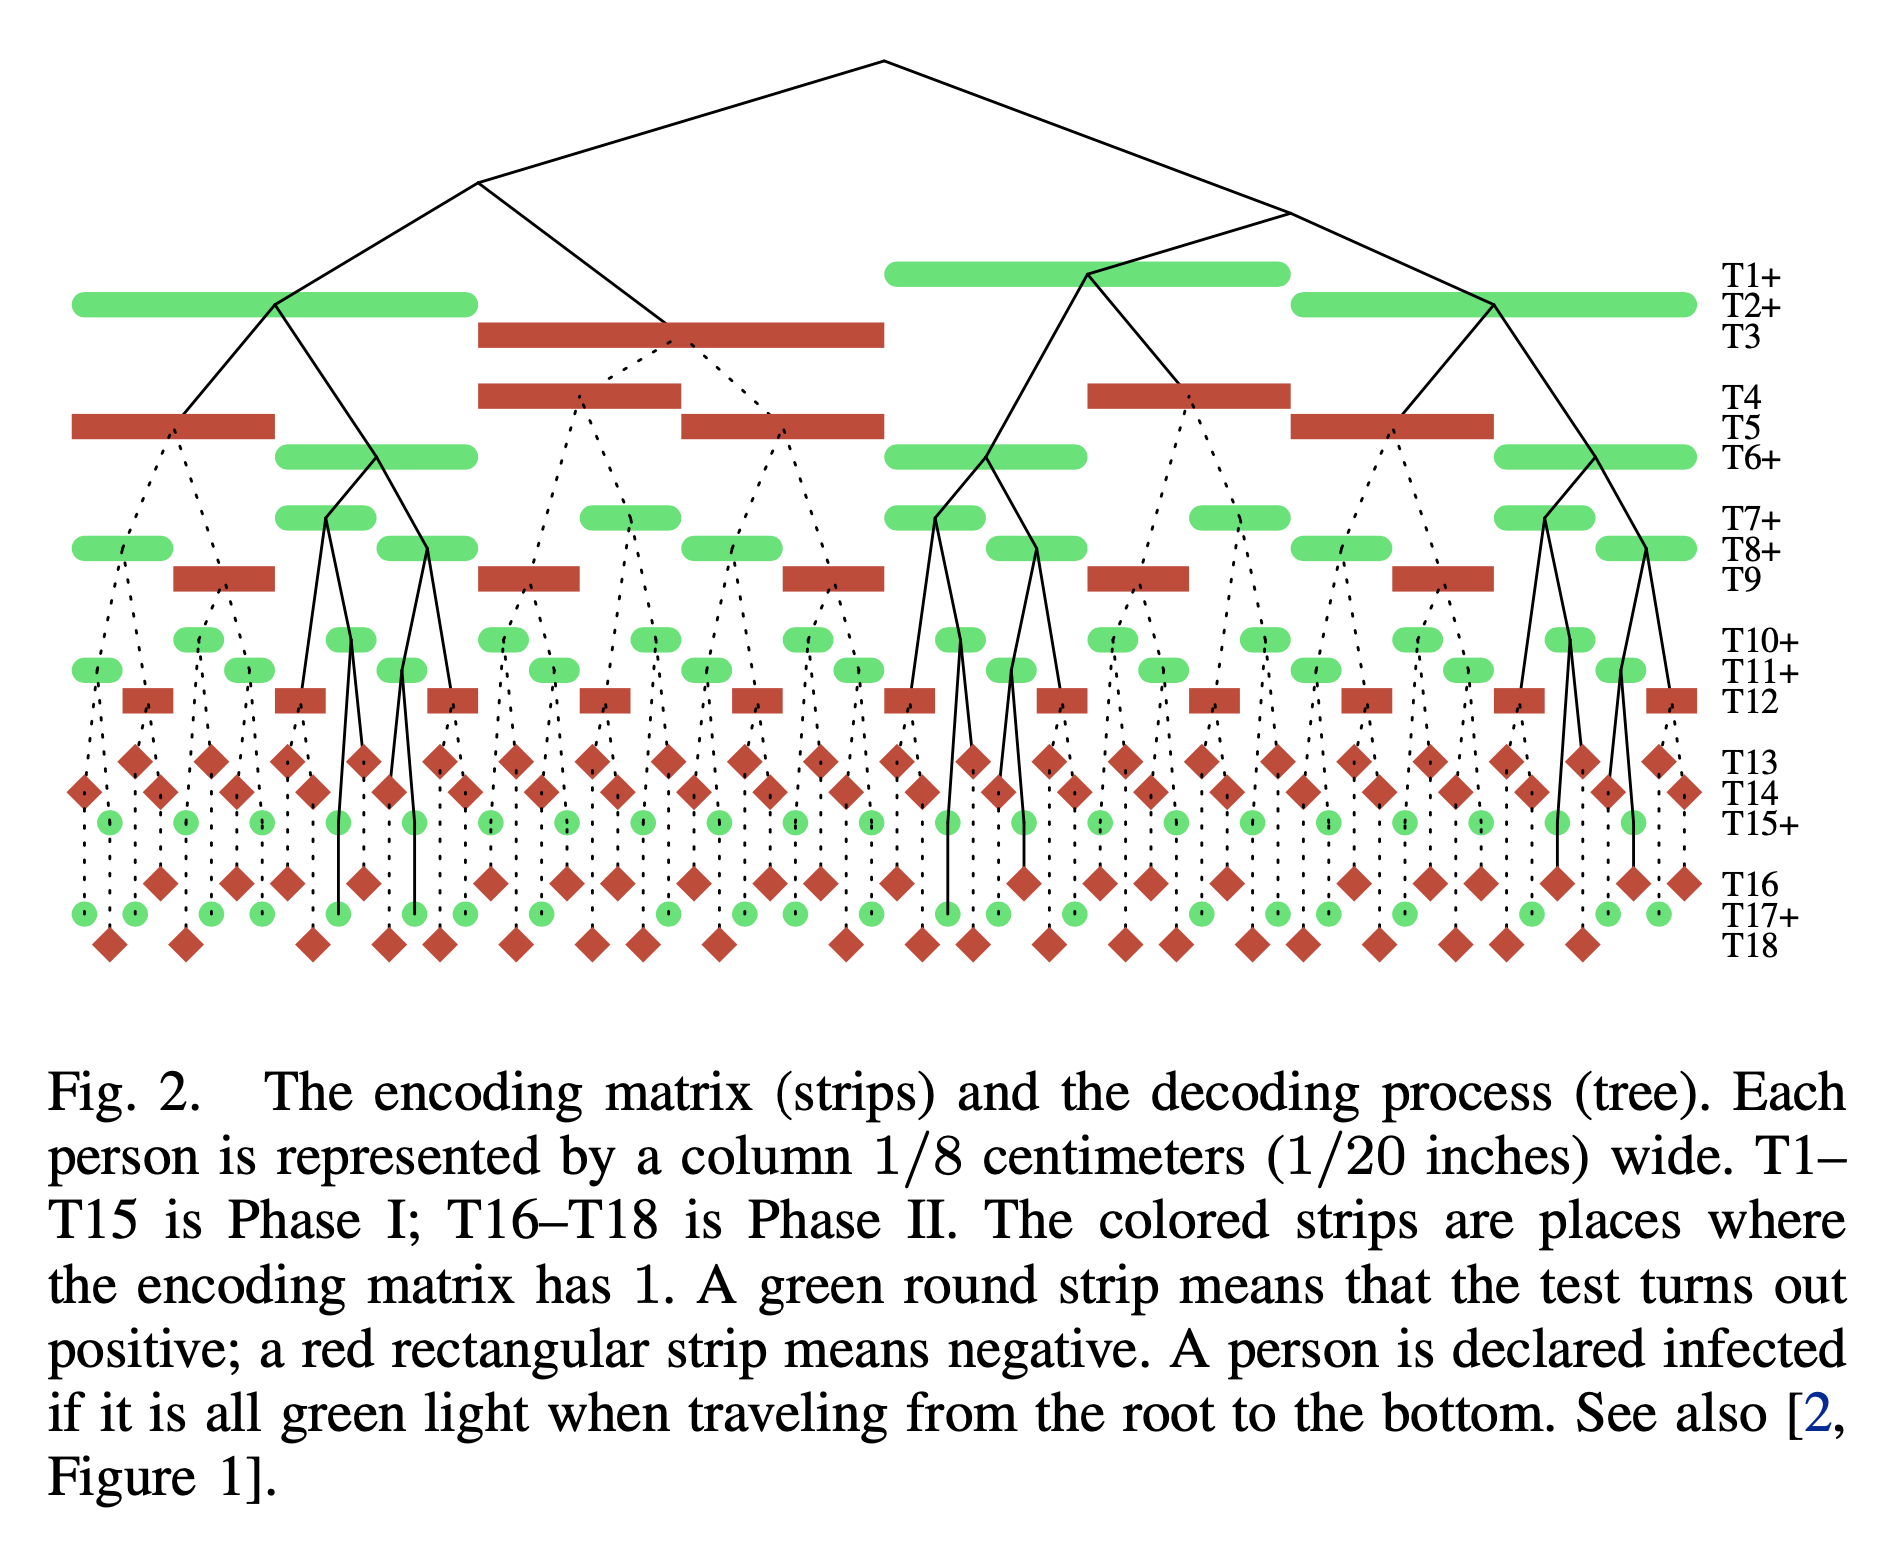 T1+
T2+
T3
T4
T5
T6+
T7+
T8+
T9
T10+
T11+
T12
T13
T14
T15+
T16
T17+
T18
Fig. 2. The encoding matrix (strips) and the decoding process (tree). Each
person is represented by a column 1/8 centimeters (1/20 inches) wide. T1–
T15 is Phase I; T16–T18 is Phase II. The colored strips are places where
the encoding matrix has 1. A green round strip means that the test turns out
positive; a red rectangular strip means negative. A person is declared infected
if it is all green light when traveling from the root to the bottom. See also [2,
Figure 1].